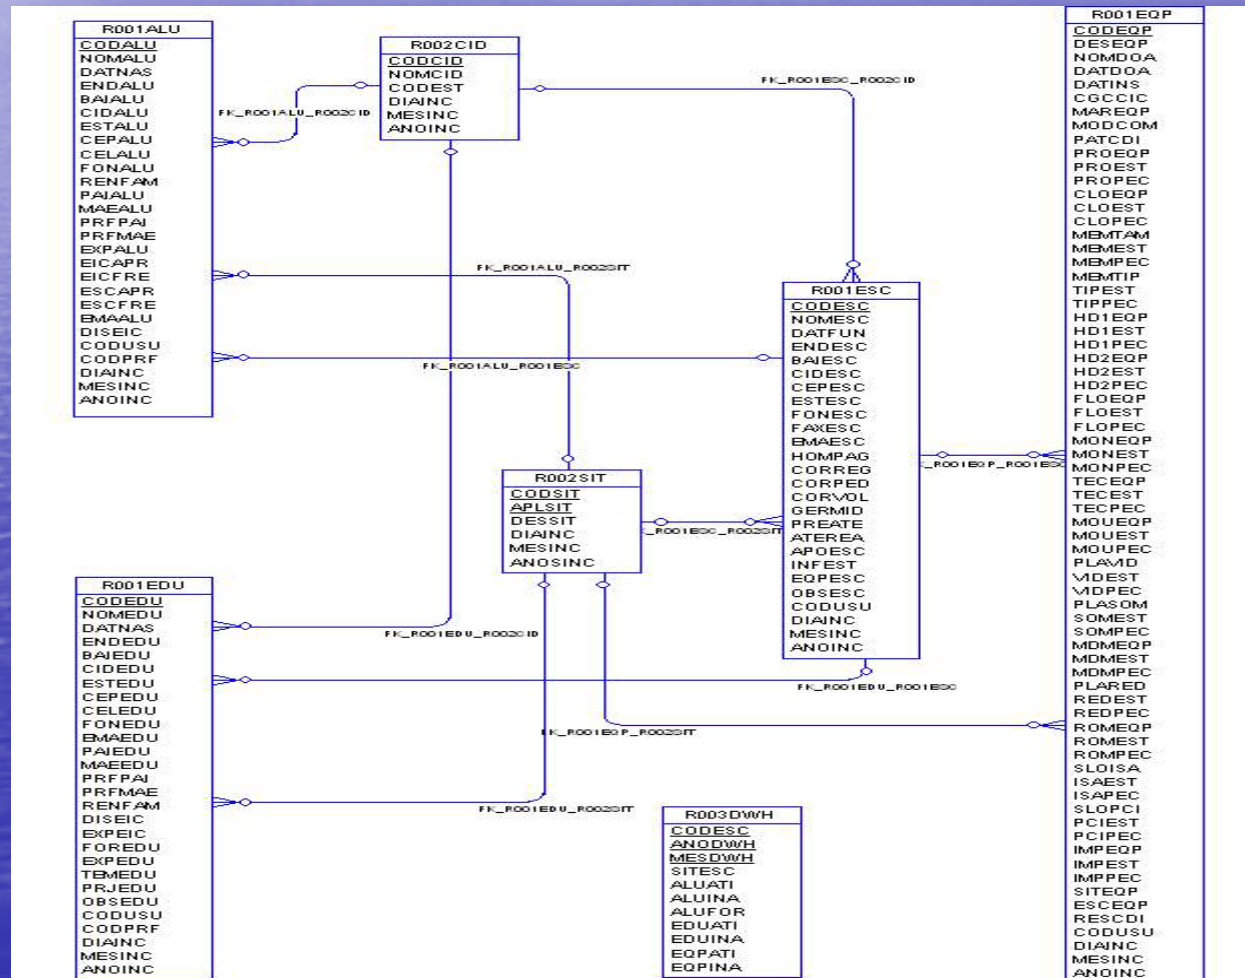 R001ALU
CODALU
NOMALU
DATNAS
ENDALU
BAIALU
CIDALU
ESTALU
CEPALU
CELALU
FONALU
RENFAM
PAIALU
MAEALU
PRFPAI
PRFMAE
EXPALU
EICAPR
EICFRE
ESCAPR
ESCFRE
EMAALU
DISEIC
CODUSU
CODPRF
DIAINC
MESINC
ANOINC
FK_R001ALU_R002CID
R002CID
CODCID
NOMCID
CODEST
DIAINC
MESINC
ANOINC
FK_R001ESC_R002CID
FK_R001ALU_R002SIT
FK_R001ALU_R001ESC
R002SIT
CODSIT
APLSIT
DESSIT
DIAINC
MESINC
ANOSINC
_R001ESC_R002SIT
R001ESC
CODESC
NOMESC
DATFUN
ENDESC
BAIESC
CIDESC
CEPESC
ESTESC
FONESC
FAXESC
EMAESC
HOMPAG
CORREG
CORPED
CORVOL
GERMID
PREATE
ATEREA
APOESC
INFEST
EQPESC
OBSESC
CODUSU
DIAINC
MESINC
ANOINC
_R001EQP_R001ESC
R001EDU
CODEDU
NOMEDU
DATNAS
ENDEDU
BAIEDU
CIDEDU
ESTEDU
CEPEDU
CELEDU
FONEDU
EMAEDU
PAIEDU
MAEEDU
PRFPAI
PRFMAE
RENFAM
DISEIC
EXPEIC
FOREDU
EXPEDU
TEMEDU
PRJEDU
OBSEDU
CODUSU
CODPRF
DIAINC
MESINC
ANOINC
FK_R001EDU_R002CID
FK_R001EDU_R001ESC
FK_R001EQP_R002SIT
FK_R001EDU_R002SIT
R003DWH
CODESC
ANODWH
MESDWH
SITESC
ALUATI
ALUINA
ALUFOR
EDUATI
EDUINA
EQPATI
EQPINA
R001EQP
CODEQP
DESEQP
NOMDOA
DATDOA
DATINS
CGCCIC
MAREQP
MODCOM
PATCDI
PROEQP
PROEST
PROPEC
CLOEQP
CLOEST
CLOPEC
MEMTAM
MEMEST
MEMPEC
MEMTIP
TIPEST
TIPPEC
HD1EQP
HD1EST
HD1PEC
HD2EQP
HD2EST
HD2PEC
FLOEQP
FLOEST
FLOPEC
MONEQP
MONEST
MONPEC
TECEQP
TECEST
TECPEC
MOUEQP
MOUEST
MOUPEC
PLAVID
VIDEST
VIDPEC
PLASOM
SOMEST
SOMPEC
MDMEQP
MDMEST
MDMPEC
PLARED
REDEST
REDPEC
ROMEQP
ROMEST
ROMPEC
SLOISA
ISAEST
ISAPEC
SLOPCI
PCIEST
PCIPEC
IMPEQP
IMPEST
IMPPEC
SITEQP
ESCEQP
RESCDI
CODUSU
DIAINC
MESINC
ANOINC